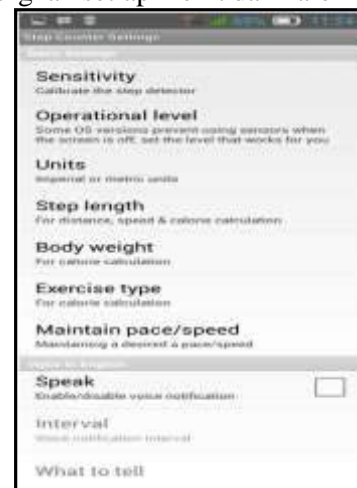 Step Counter Settings
Sensitivity
Calibrate the step detector
Operational level
Some OS versions prevent using sensors when
the screen is off, set the level that works for you
Units
Imperial or metric units
Step length
For distance, speed & calorie calculation
Body weight
For calorie calculation
Exercise type
For calorie calculation
Maintain pace/speed
Maintaining a desired a pace/speed
Speak
Enable/disable voice notification
Interval
Voice notification interval
What to tell